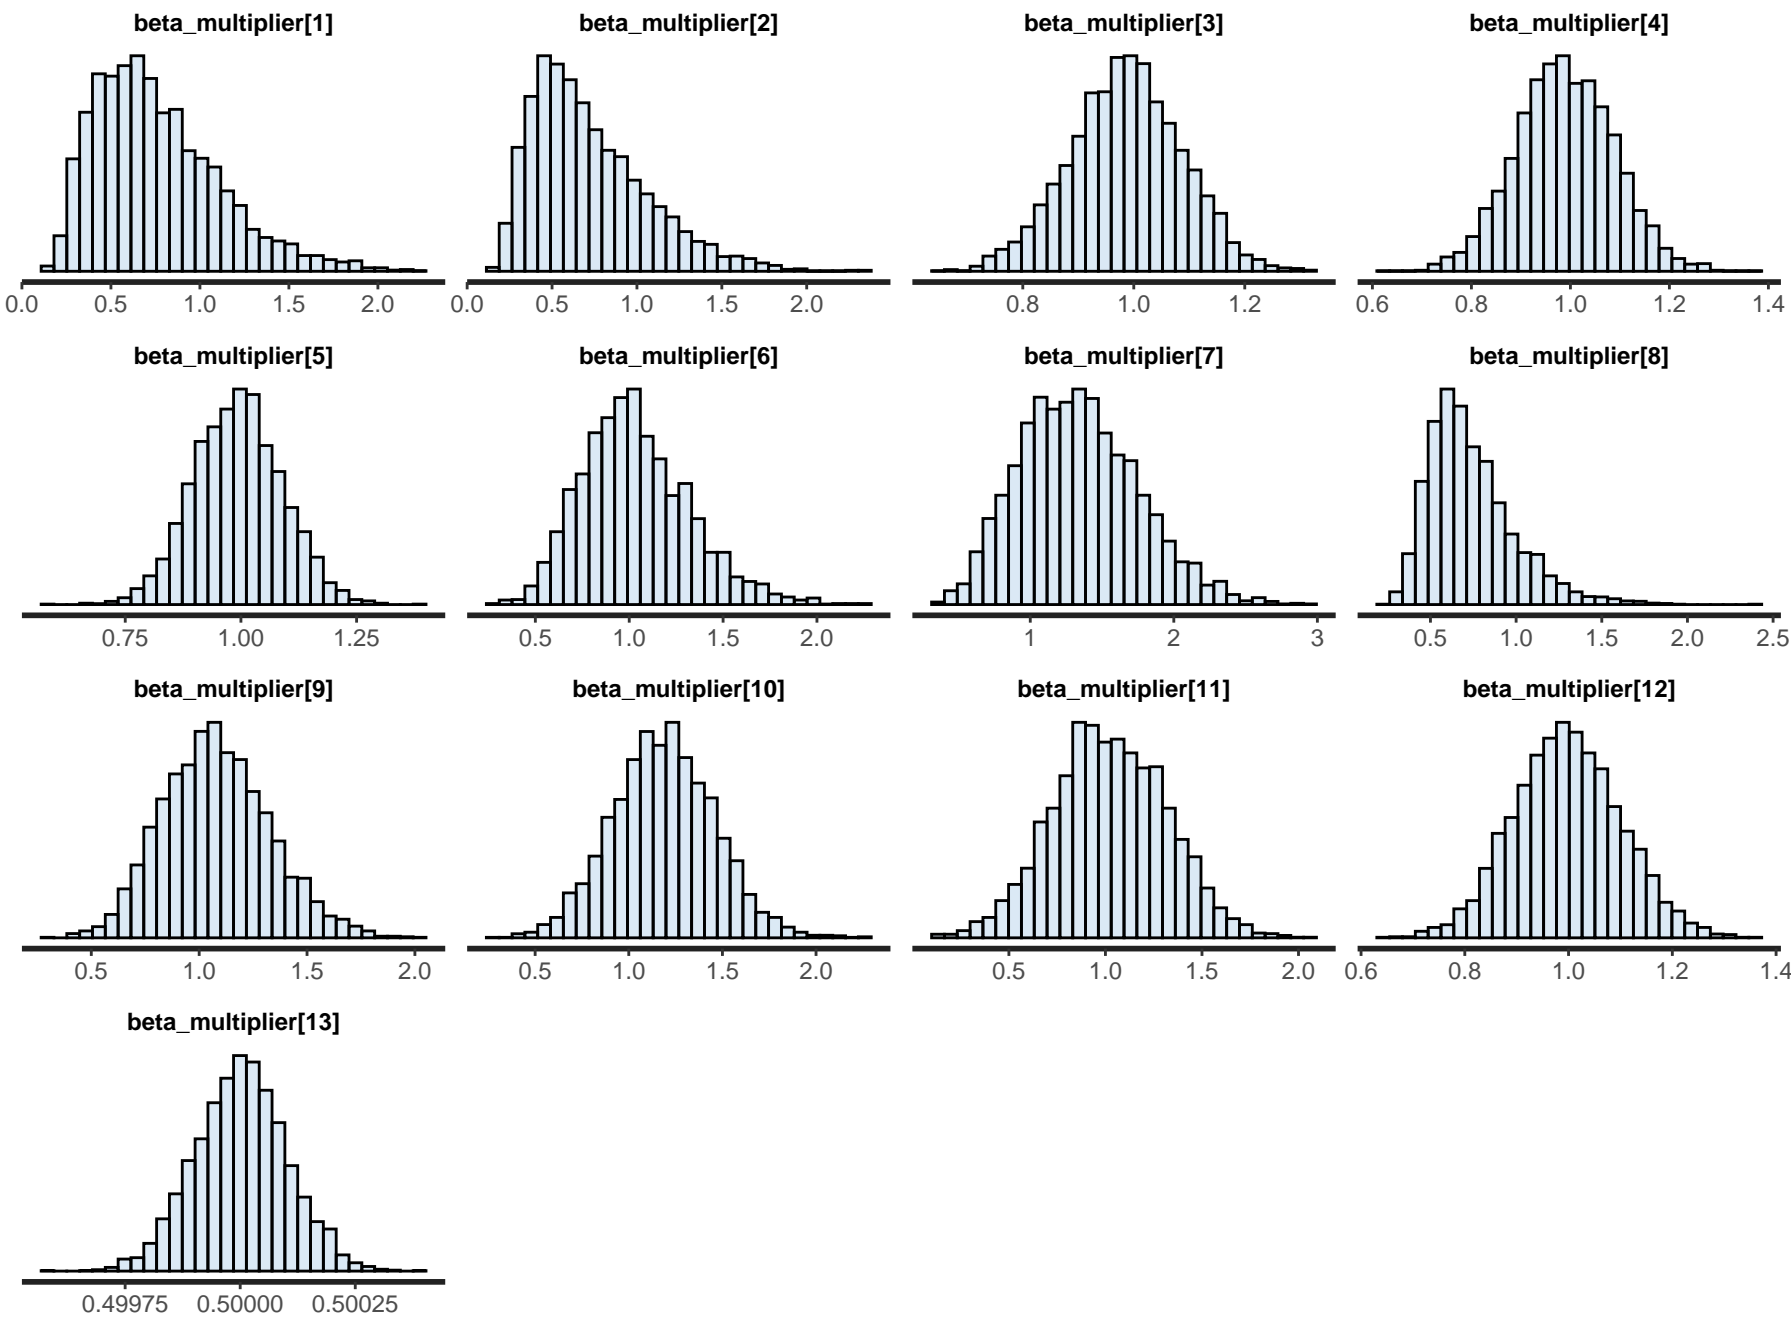 beta_multiplier[1] beta_multiplier[2] beta_multiplier[3] beta_multiplier[4]
0.0 0.5 1.0 1.5 2.0 0.0 0.5 1.0 1.5 2.0 0.8 1.0 1.2 0.6 0.8 1.0 1.2 1.4
beta_multiplier[5] beta_multiplier[6] beta_multiplier[7] beta_multiplier[8]
0.75 1.00 1.25 0.5 1.0 1.5 2.0 1 2 3 0.5 1.0 1.5 2.0 2.5
beta_multiplier[9] beta_multiplier[10] beta_multiplier[11] beta_multiplier[12]
0.5 1.0 1.5 2.0 0.5 1.0 1.5 2.0 0.5 1.0 1.5 2.0 0.6 0.8 1.0 1.2 1.4
beta_multiplier[13]
0.49975 0.50000 0.50025